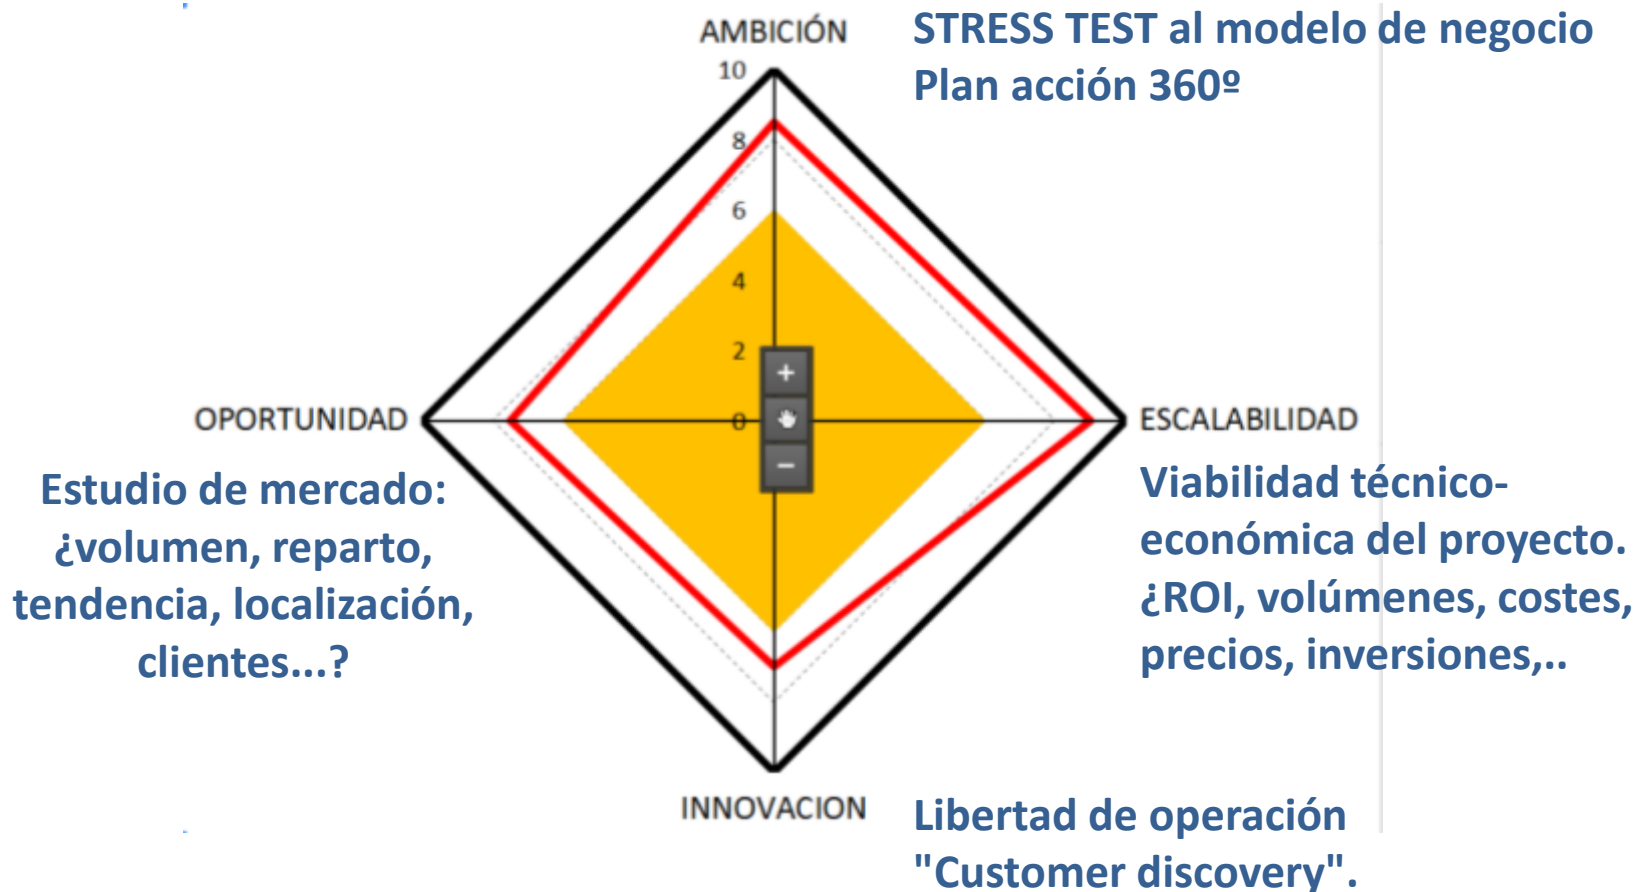 AMBICIÓN
STRESS TEST al modelo de negocio
Plan acción 360º
10
8
6
4
2
0
+
−
OPORTUNIDAD
ESCALABILIDAD
Estudio de mercado:
¿volumen, reparto,
tendencia, localización,
clientes...?
Viabilidad técnico-
económica del proyecto.
¿ROI, volúmenes, costes,
precios, inversiones,..
INNOVACION
Libertad de operación
"Customer discovery".